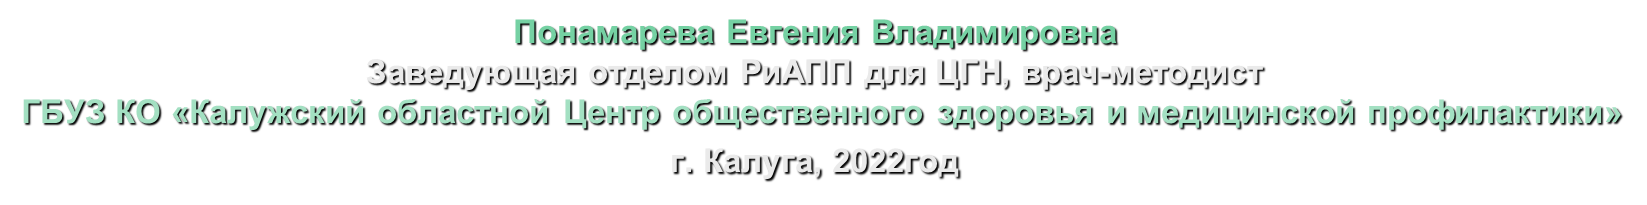 Понамарева Евгения Владимировна
Заведующая отделом РиАПП для ЦГН, врач-методист
ГБУЗ КО «Калужский областной Центр общественного здоровья и медицинской профилактики»
г. Калуга, 2022год